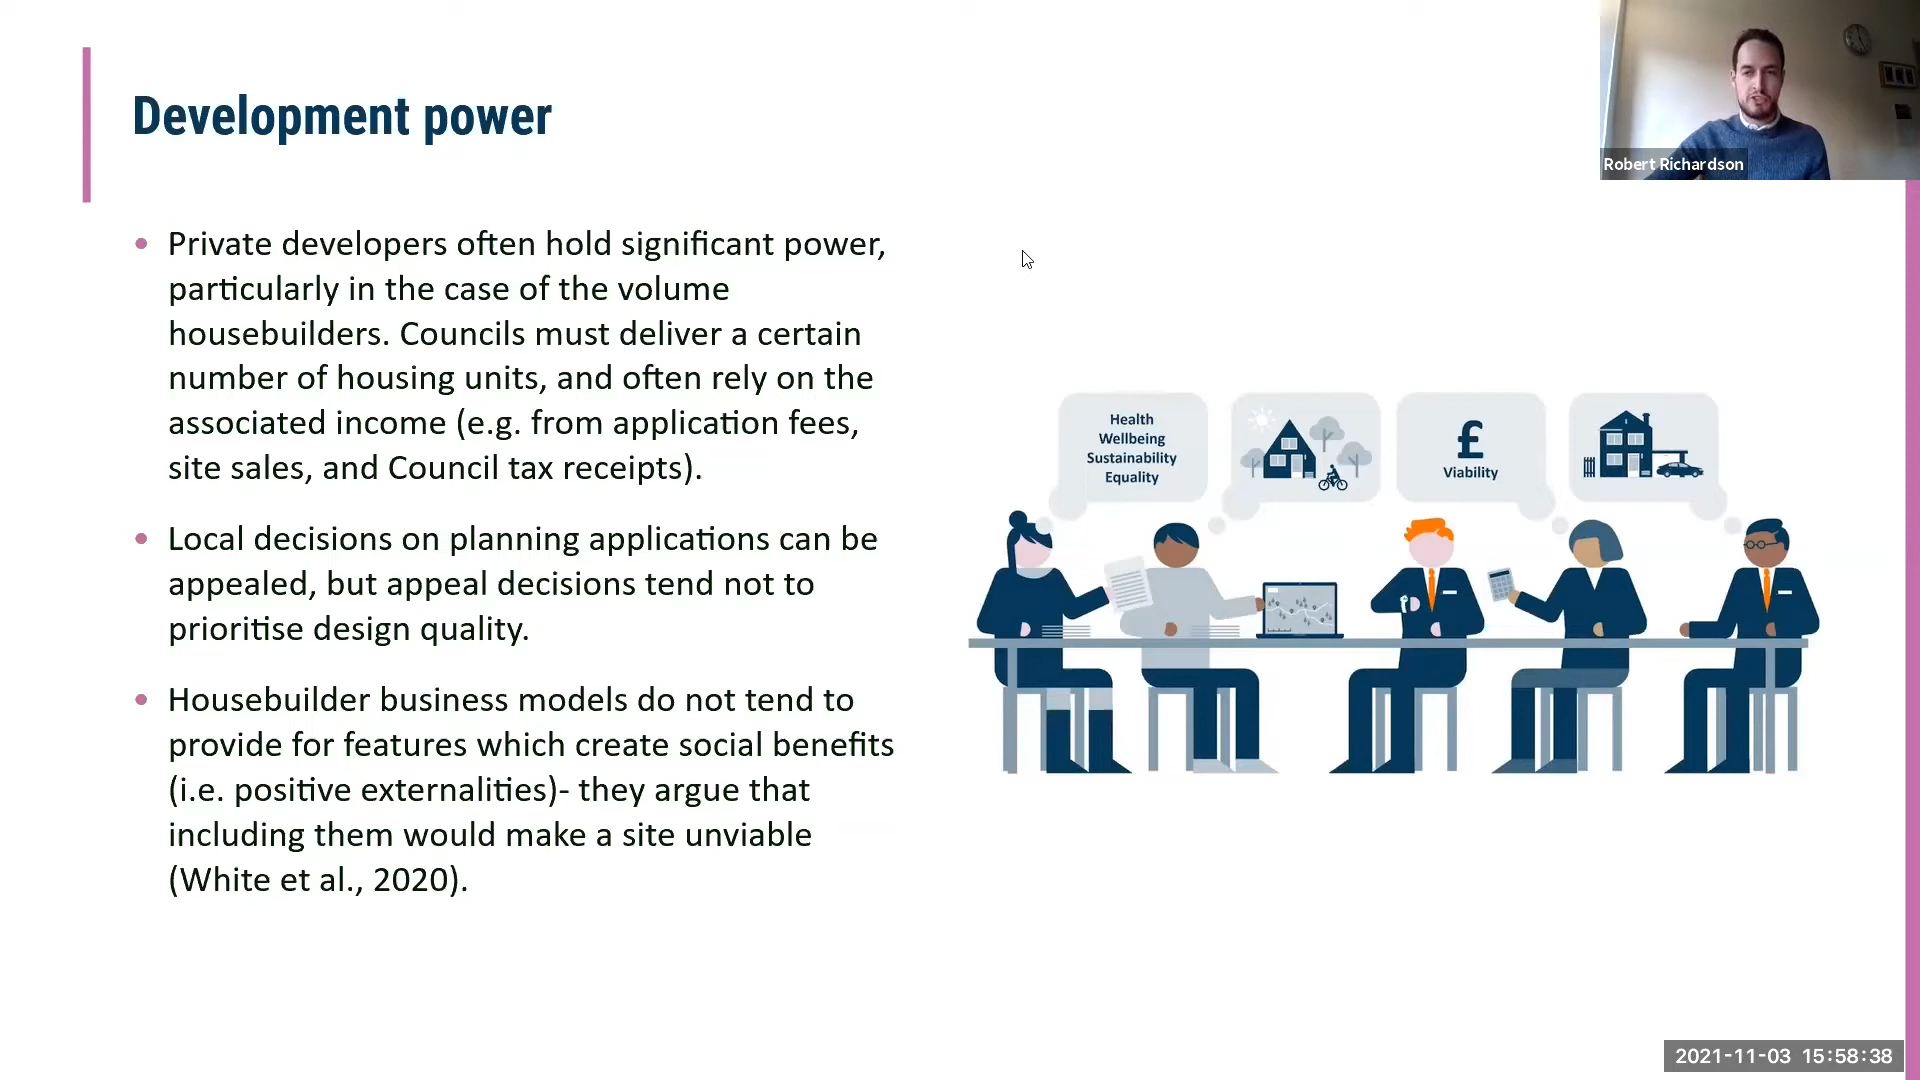 Development power
Robert Richardson
• Private developers often hold significant power,
particularly in the case of the volume
housebuilders. Councils must deliver a certain
number of housing units, and often rely on the
associated income (e.g. from application fees,
site sales, and Council tax receipts).
• Local decisions on planning applications can be
appealed, but appeal decisions tend not to
prioritise design quality.
• Housebuilder business models do not tend to
provide for features which create social benefits
(i.e. positive externalities)- they argue that
including them would make a site unviable
(White et al., 2020).
Health
Wellbeing
Sustainability
Equality
£
Viability
2021-11-03 15:58:38